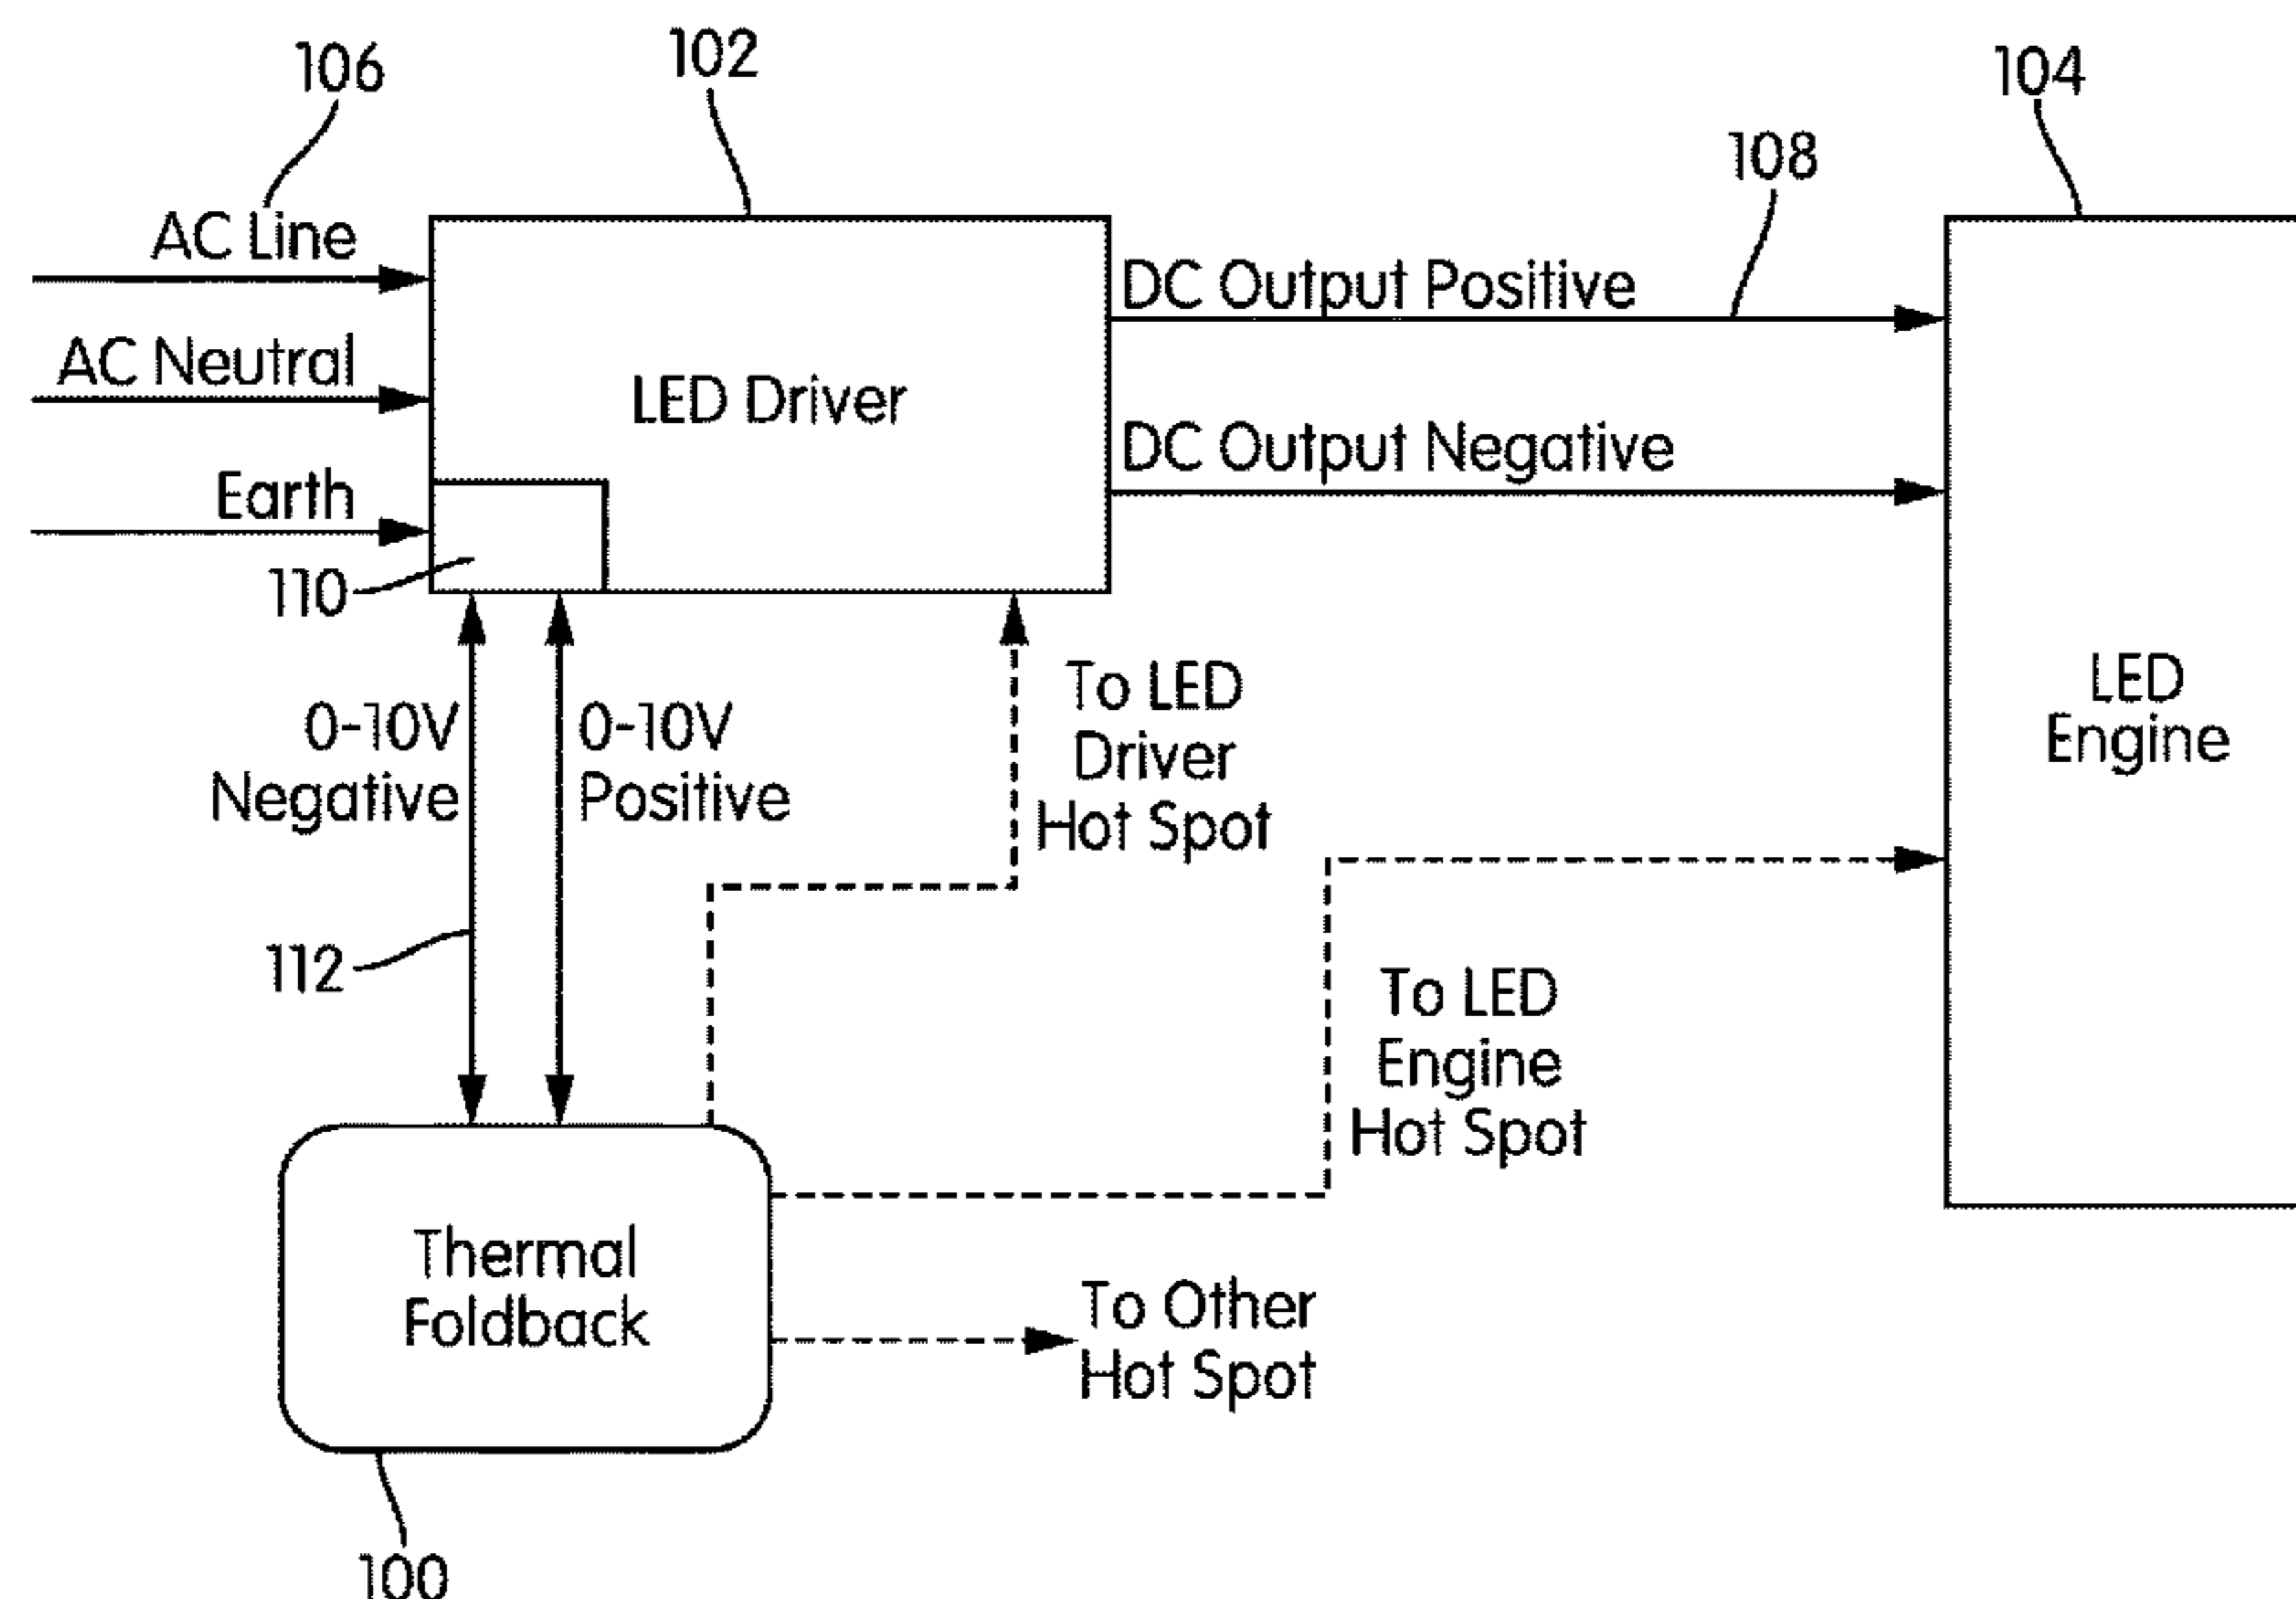 106
102
104
108
AC Line
AC Neutral
Earth
110
LED Driver
DC Output Positive
DC Output Negative
LED
Engine
0-10V
Negative
0-10V
Positive
To LED
Driver
Hot Spot
112
To LED
Engine
Hot Spot
Thermal
Foldback
To Other
Hot Spot
100